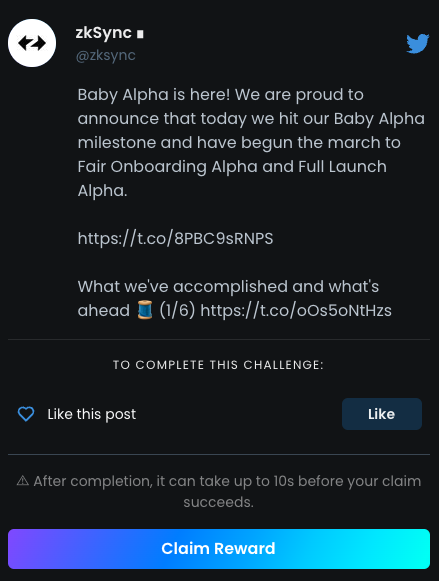 zkSync ∎
@zksync
Baby Alpha is here! We are proud to
announce that today we hit our Baby Alpha
milestone and have begun the march to
Fair Onboarding Alpha and Full Launch
Alpha.
https://t.co/8PBC9sRNPS
What we've accomplished and what's
ahead 🧵 (1/6) https://t.co/oOs5oNtHzs
TO COMPLETE THIS CHALLENGE:
Like this post
Like
⚠ After completion, it can take up to 10s before your claim
succeeds.
Claim Reward